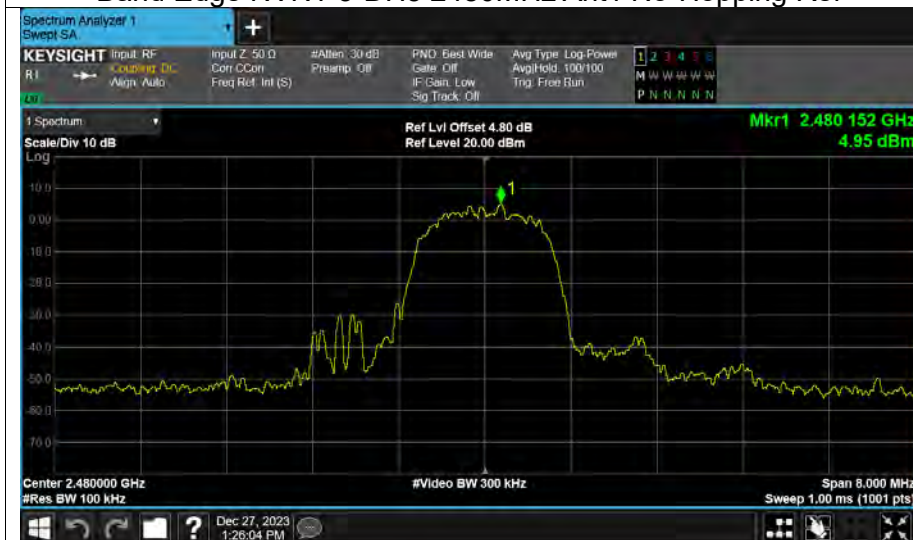 Spectrum Analyzer 1
Swept SA
+
KEYSIGHT Input: RF
Coupling: DC
Align: Auto
Input Z: 50 Ω
Corr CCorr
Freq Ref: Int (S)
#Atten: 30 dB
Preamp: Off
PNO: Best Wide
Gate: Off
IF Gain: Low
Sig Track: Off
Avg Type: Log-Power
Avg|Hold: 100/100
Trig: Free Run
1 2 3 4 5 6
M W W W W W
P N N N N N
1 Spectrum
Scale/Div 10 dB
Log
Ref Lvl Offset 4.80 dB
Ref Level 20.00 dBm
Mkr1 2.480 152 GHz
4.95 dBm
10.0
0.00
1
-40.0
-50.0
-60.0
-70.0
Center 2.480000 GHz
#Res BW 100 kHz
#Video BW 300 kHz
Span 8.000 MHz
Sweep 1.00 ms (1001 pts)
?
Dec 27, 2023
1:26:04 PM